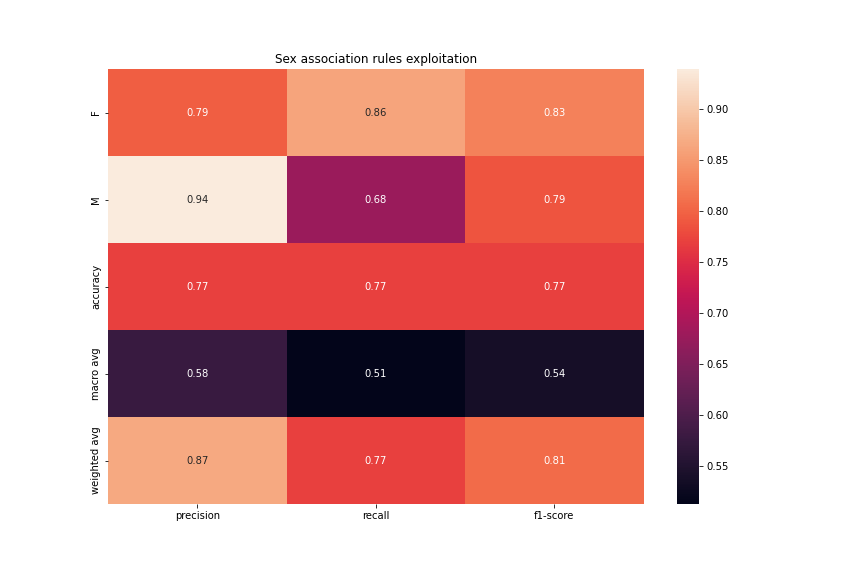 Sex association rules exploitation
F 0.79 0.86 0.83
M 0.94 0.68 0.79
accuracy 0.77 0.77 0.77
macro avg 0.58 0.51 0.54
weighted avg 0.87 0.77 0.81
precision recall f1-score
0.90
0.85
0.80
0.75
0.70
0.65
0.60
0.55